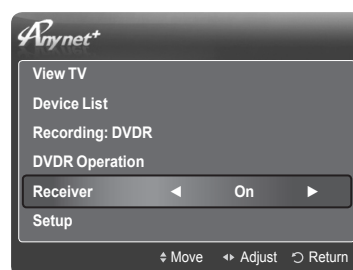 Anynet+
View TV
Device List
Recording: DVDR
DVDR Operation
Receiver ◄ On ►
Setup
Move Adjust Return